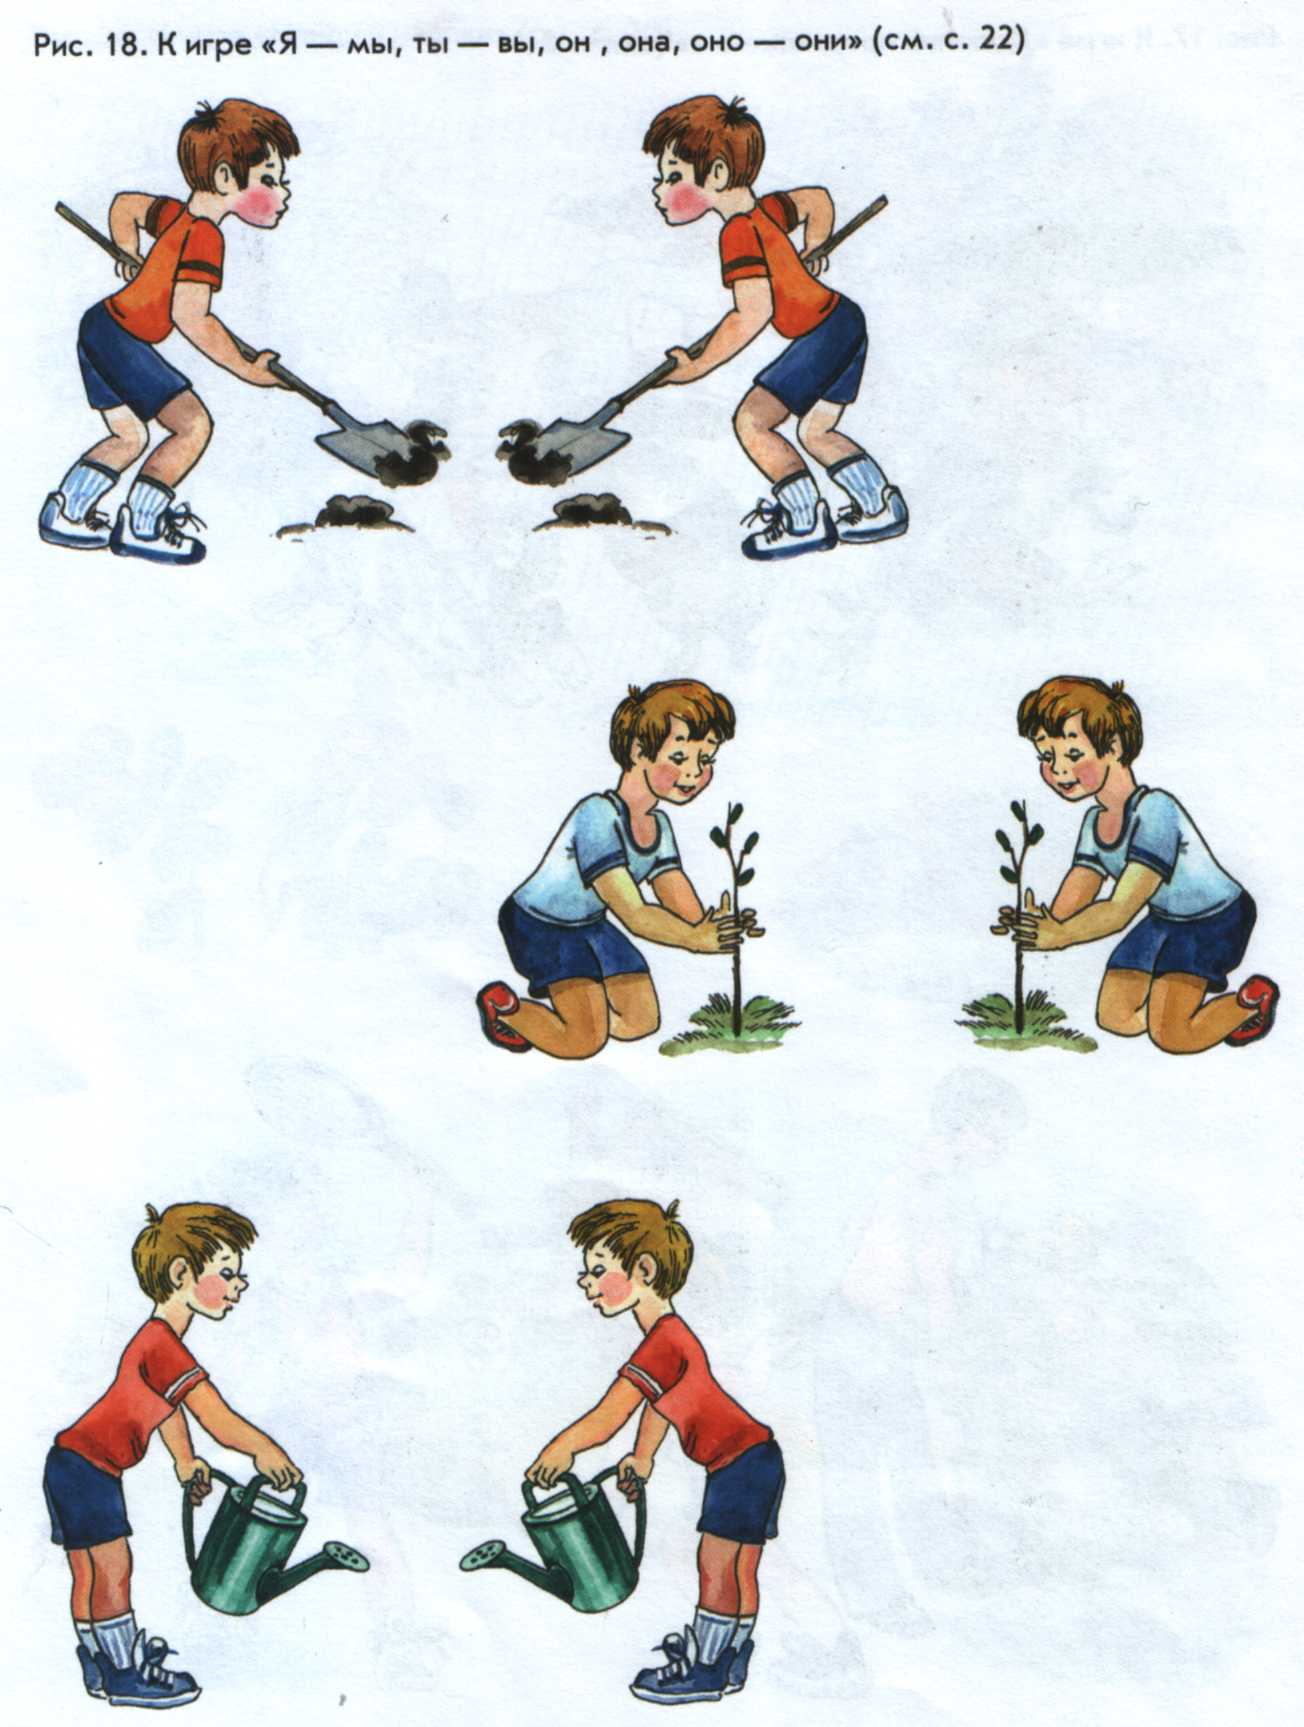 Рис. 18. К игре «Я — мы, ты — вы, он , она, оно — они» (см. с. 22)